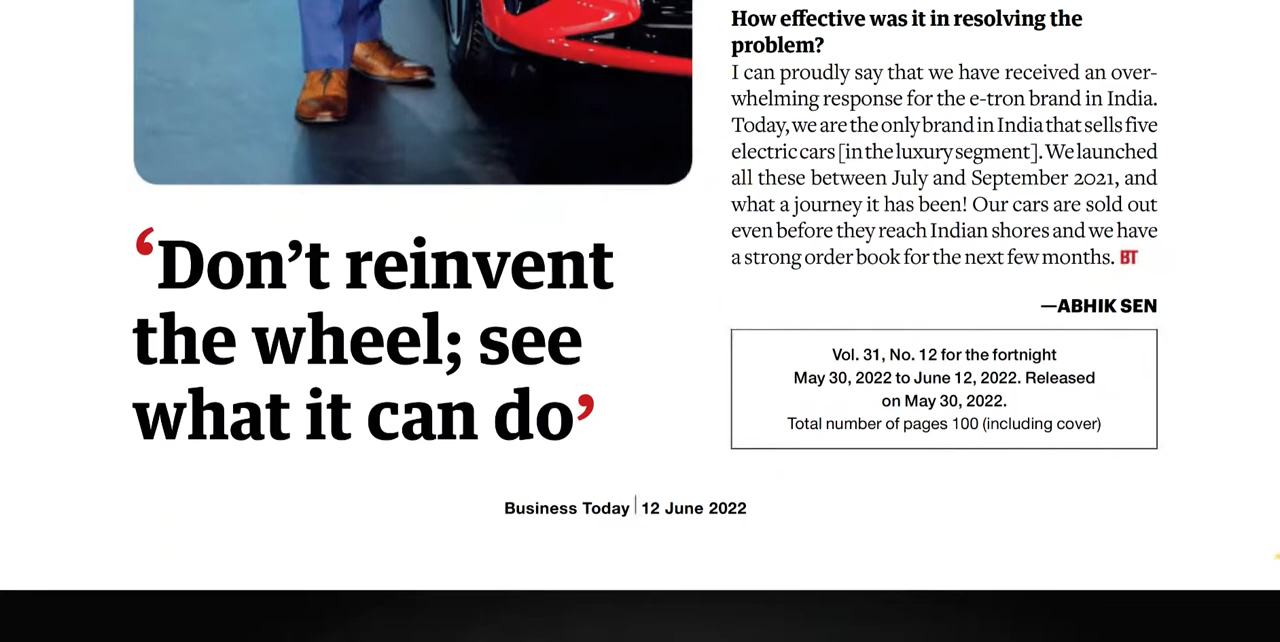 How effective was it in resolving the
problem?
I can proudly say that we have received an over-
whelming response for the e-tron brand in India.
Today, we are the only brand in India that sells five
electric cars [in the luxury segment]. We launched
all these between July and September 2021, and
what a journey it has been! Our cars are sold out
even before they reach Indian shores and we have
a strong order book for the next few months. BT
—ABHIK SEN
‘Don’t reinvent
the wheel; see
what it can do’
Vol. 31, No. 12 for the fortnight
May 30, 2022 to June 12, 2022. Released
on May 30, 2022.
Total number of pages 100 (including cover)
Business Today | 12 June 2022